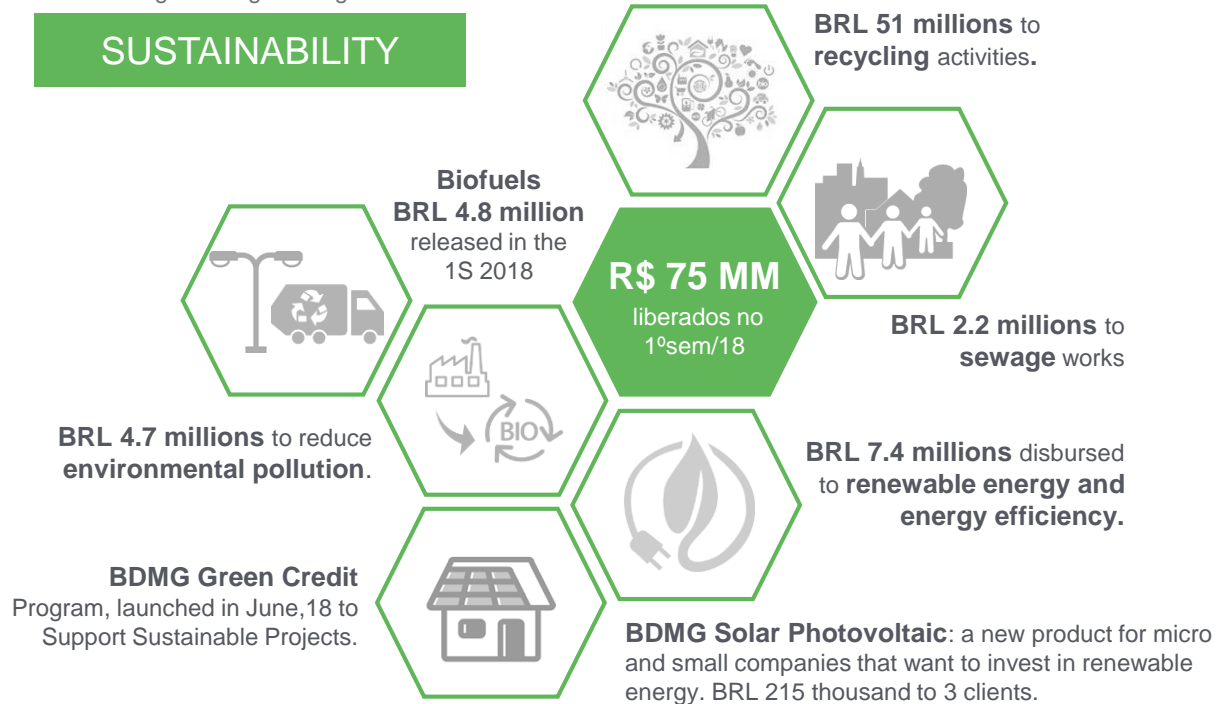 SUSTAINABILITY
BRL 51 millions to
recycling activities.
Biofuels
BRL 4.8 million
released in the
1S 2018
R$ 75 MM
liberados no
1ºsem/18
BRL 2.2 millions to
sewage works
BIO
BRL 4.7 millions to reduce
environmental pollution.
BRL 7.4 millions disbursed
to renewable energy and
energy efficiency.
BDMG Green Credit
Program, launched in June,18 to
Support Sustainable Projects.
BDMG Solar Photovoltaic: a new product for micro
and small companies that want to invest in renewable
energy. BRL 215 thousand to 3 clients.